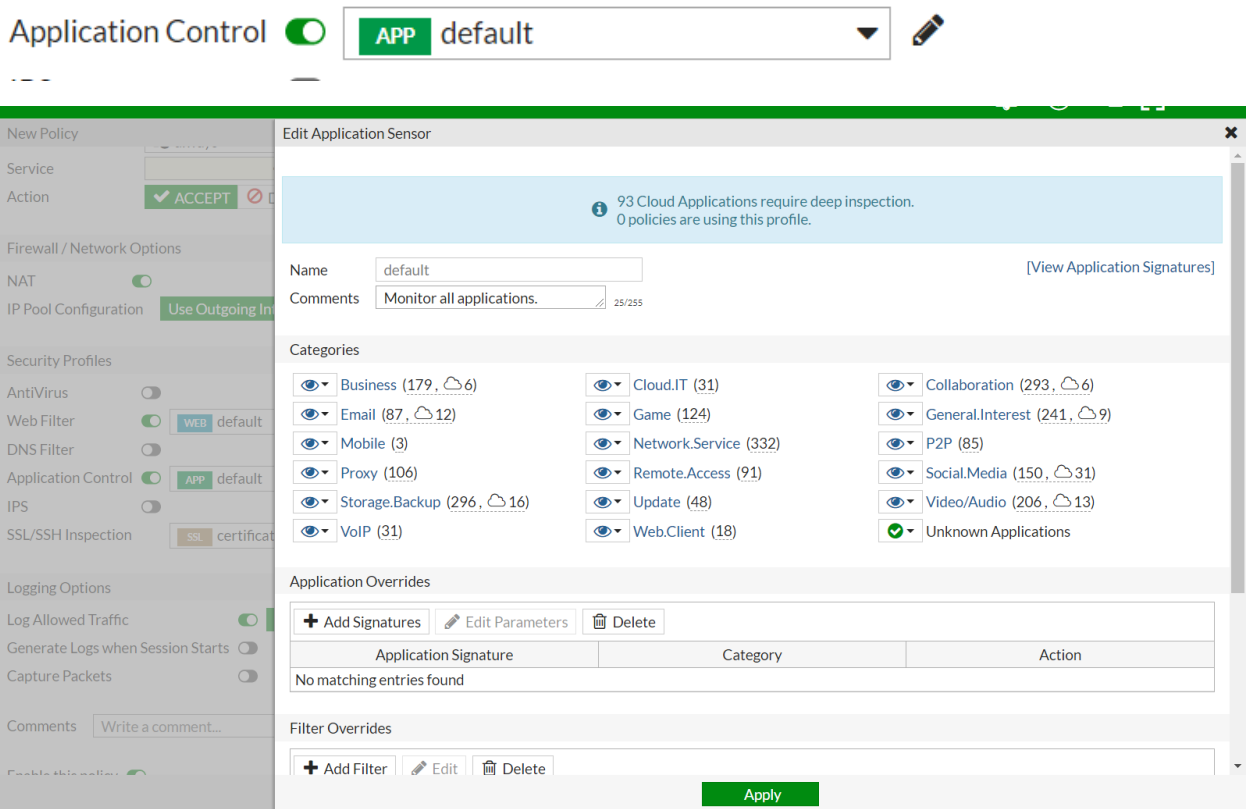 Application Control APP default
New Policy
Service
Action ACCEPT
Firewall / Network Options
NAT
IP Pool Configuration Use Outgoing In
Security Profiles
AntiVirus
Web Filter WEB default
DNS Filter
Application Control APP default
IPS
SSL/SSH Inspection SSL certificat
Logging Options
Log Allowed Traffic
Generate Logs when Session Starts
Capture Packets
Comments Write a comment...
Edit Application Sensor
93 Cloud Applications require deep inspection.
0 policies are using this profile.
Name default [View Application Signatures]
Comments Monitor all applications. 25/255
Categories
Business (179, 6) Cloud.IT (31) Collaboration (293, 6)
Email (87, 12) Game (124) General.Interest (241, 9)
Mobile (3) Network.Service (332) P2P (85)
Proxy (106) Remote.Access (91) Social.Media (150, 31)
Storage.Backup (296, 16) Update (48) Video/Audio (206, 13)
VoIP (31) Web.Client (18) Unknown Applications
Application Overrides
Add Signatures Edit Parameters Delete
Application Signature Category Action
No matching entries found
Filter Overrides
Add Filter Edit Delete
Apply